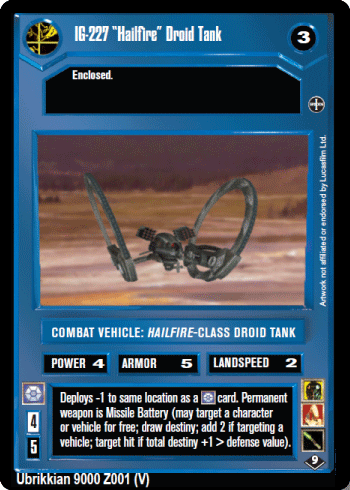 IG-227 "Hailfire" Droid Tank
3
Enclosed.
Artwork not affiliated or endorsed by Lucasfilm Ltd.
COMBAT VEHICLE: HAILFIRE-CLASS DROID TANK
POWER 4 ARMOR 5 LANDSPEED 2
Deploys -1 to same location as a card. Permanent
weapon is Missile Battery (may target a character
or vehicle for free; draw destiny; add 2 if targeting a
vehicle; target hit if total destiny +1 > defense value).
4
5
9
Ubrikkian 9000 Z001 (V)